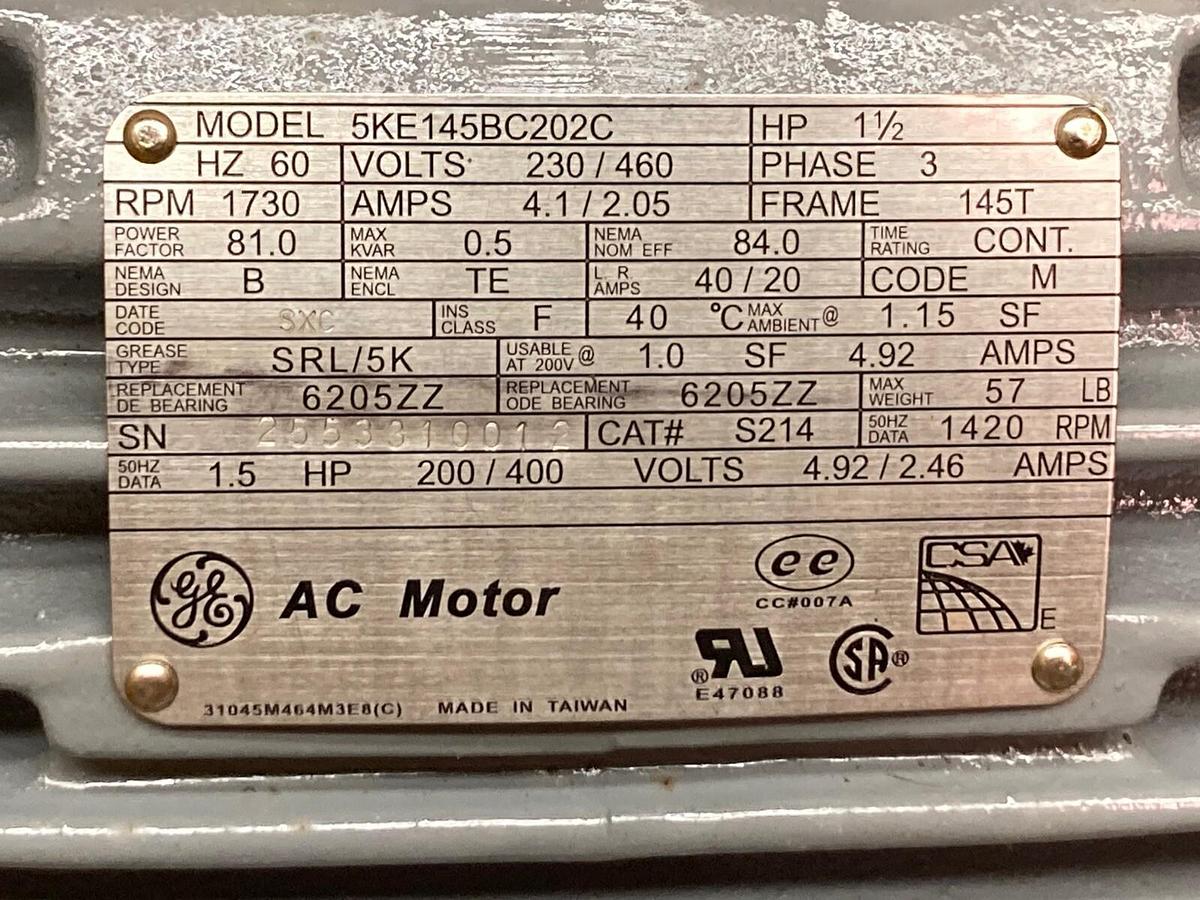 MODEL 5KE145BC202C HP 1½
HZ 60 VOLTS 230 / 460 PHASE 3
RPM 1730 AMPS 4.1 / 2.05 FRAME 145T
POWER FACTOR 81.0 MAX KVAR 0.5 NEMA NOM EFF 84.0 TIME RATING CONT.
NEMA DESIGN B NEMA ENCL TE L.R. AMPS 40 / 20 CODE M
DATE CODE SXC INS CLASS F 40 °C MAX AMBIENT @ 1.15 SF
GREASE TYPE SRL/5K USABLE AT 200V @ 1.0 SF 4.92 AMPS
REPLACEMENT DE BEARING 6205ZZ REPLACEMENT ODE BEARING 6205ZZ MAX WEIGHT 57 LB
SN 2553310012 CAT# S214 50HZ DATA 1420 RPM
50HZ DATA 1.5 HP 200 / 400 VOLTS 4.92 / 2.46 AMPS
GE AC Motor
ee
CC#007A
CSA
E
RU®
E47088
SA®
31045M464M3E8(C) MADE IN TAIWAN